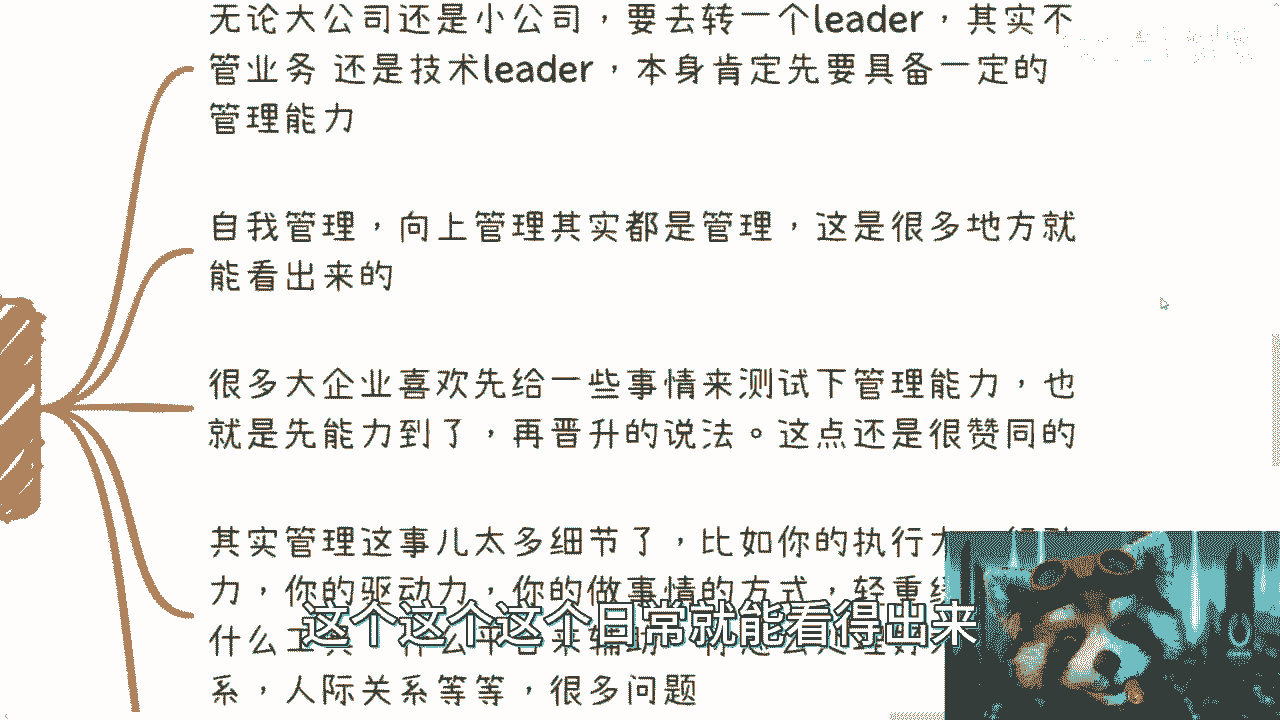 无论大公司还是小公司，要去转一个leader，其实不
管业务 还是技术leader，本身肯定先要具备一定的
管理能力
自我管理，向上管理其实都是管理，这是很多地方就
能看出来的
很多大企业喜欢先给一些事情来测试下管理能力，也
就是先能力到了，再晋升的说法。这点还是很赞同的
其实管理这事儿太多细节了，比如你的执行
力，你的驱动力，你的做事情的方式，轻重
这个这个这个日常就能看得出来
什么
系，人际关系等等，很多问题